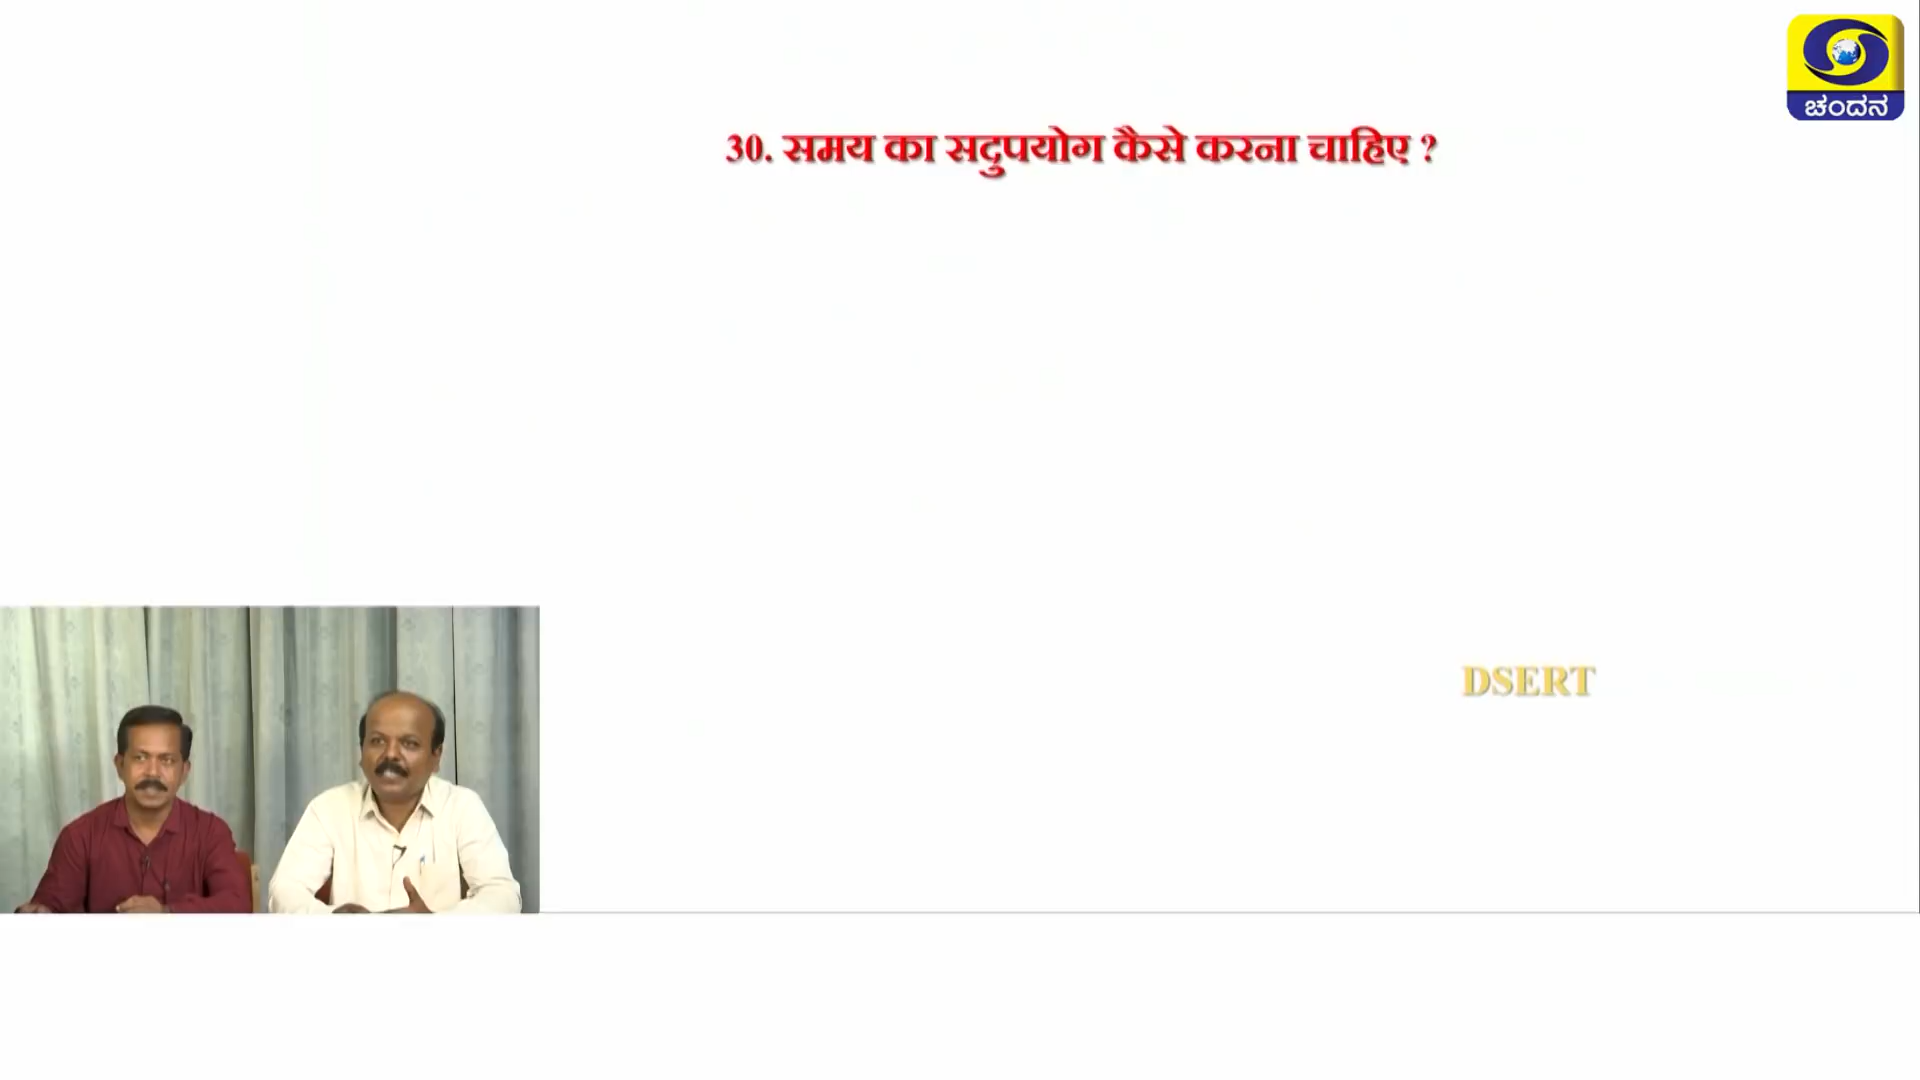 ಚಂದನ
30. समय का सदुपयोग कैसे करना चाहिए ?
DSERT